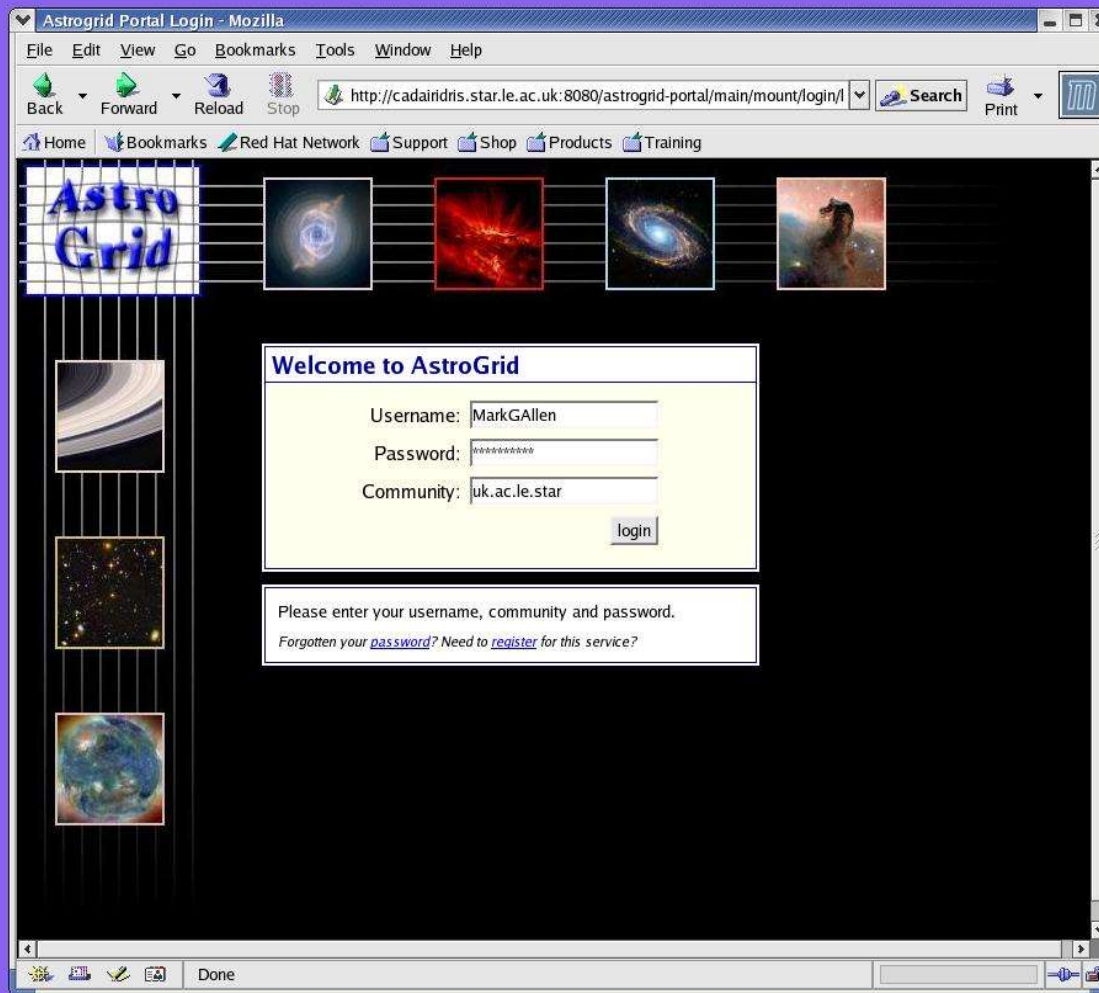 Astrogrid Portal Login - Mozilla
File Edit View Go Bookmarks Tools Window Help
Back Forward Reload Stop http://cadairidris.star.le.ac.uk:8080/astrogrid-portal/main/mount/login/l Search Print
Home Bookmarks Red Hat Network Support Shop Products Training
Astro
Grid
Welcome to AstroGrid
Username: MarkGAllen
Password: **********
Community: uk.ac.le.star
login
Please enter your username, community and password.
Forgotten your password? Need to register for this service?
Done